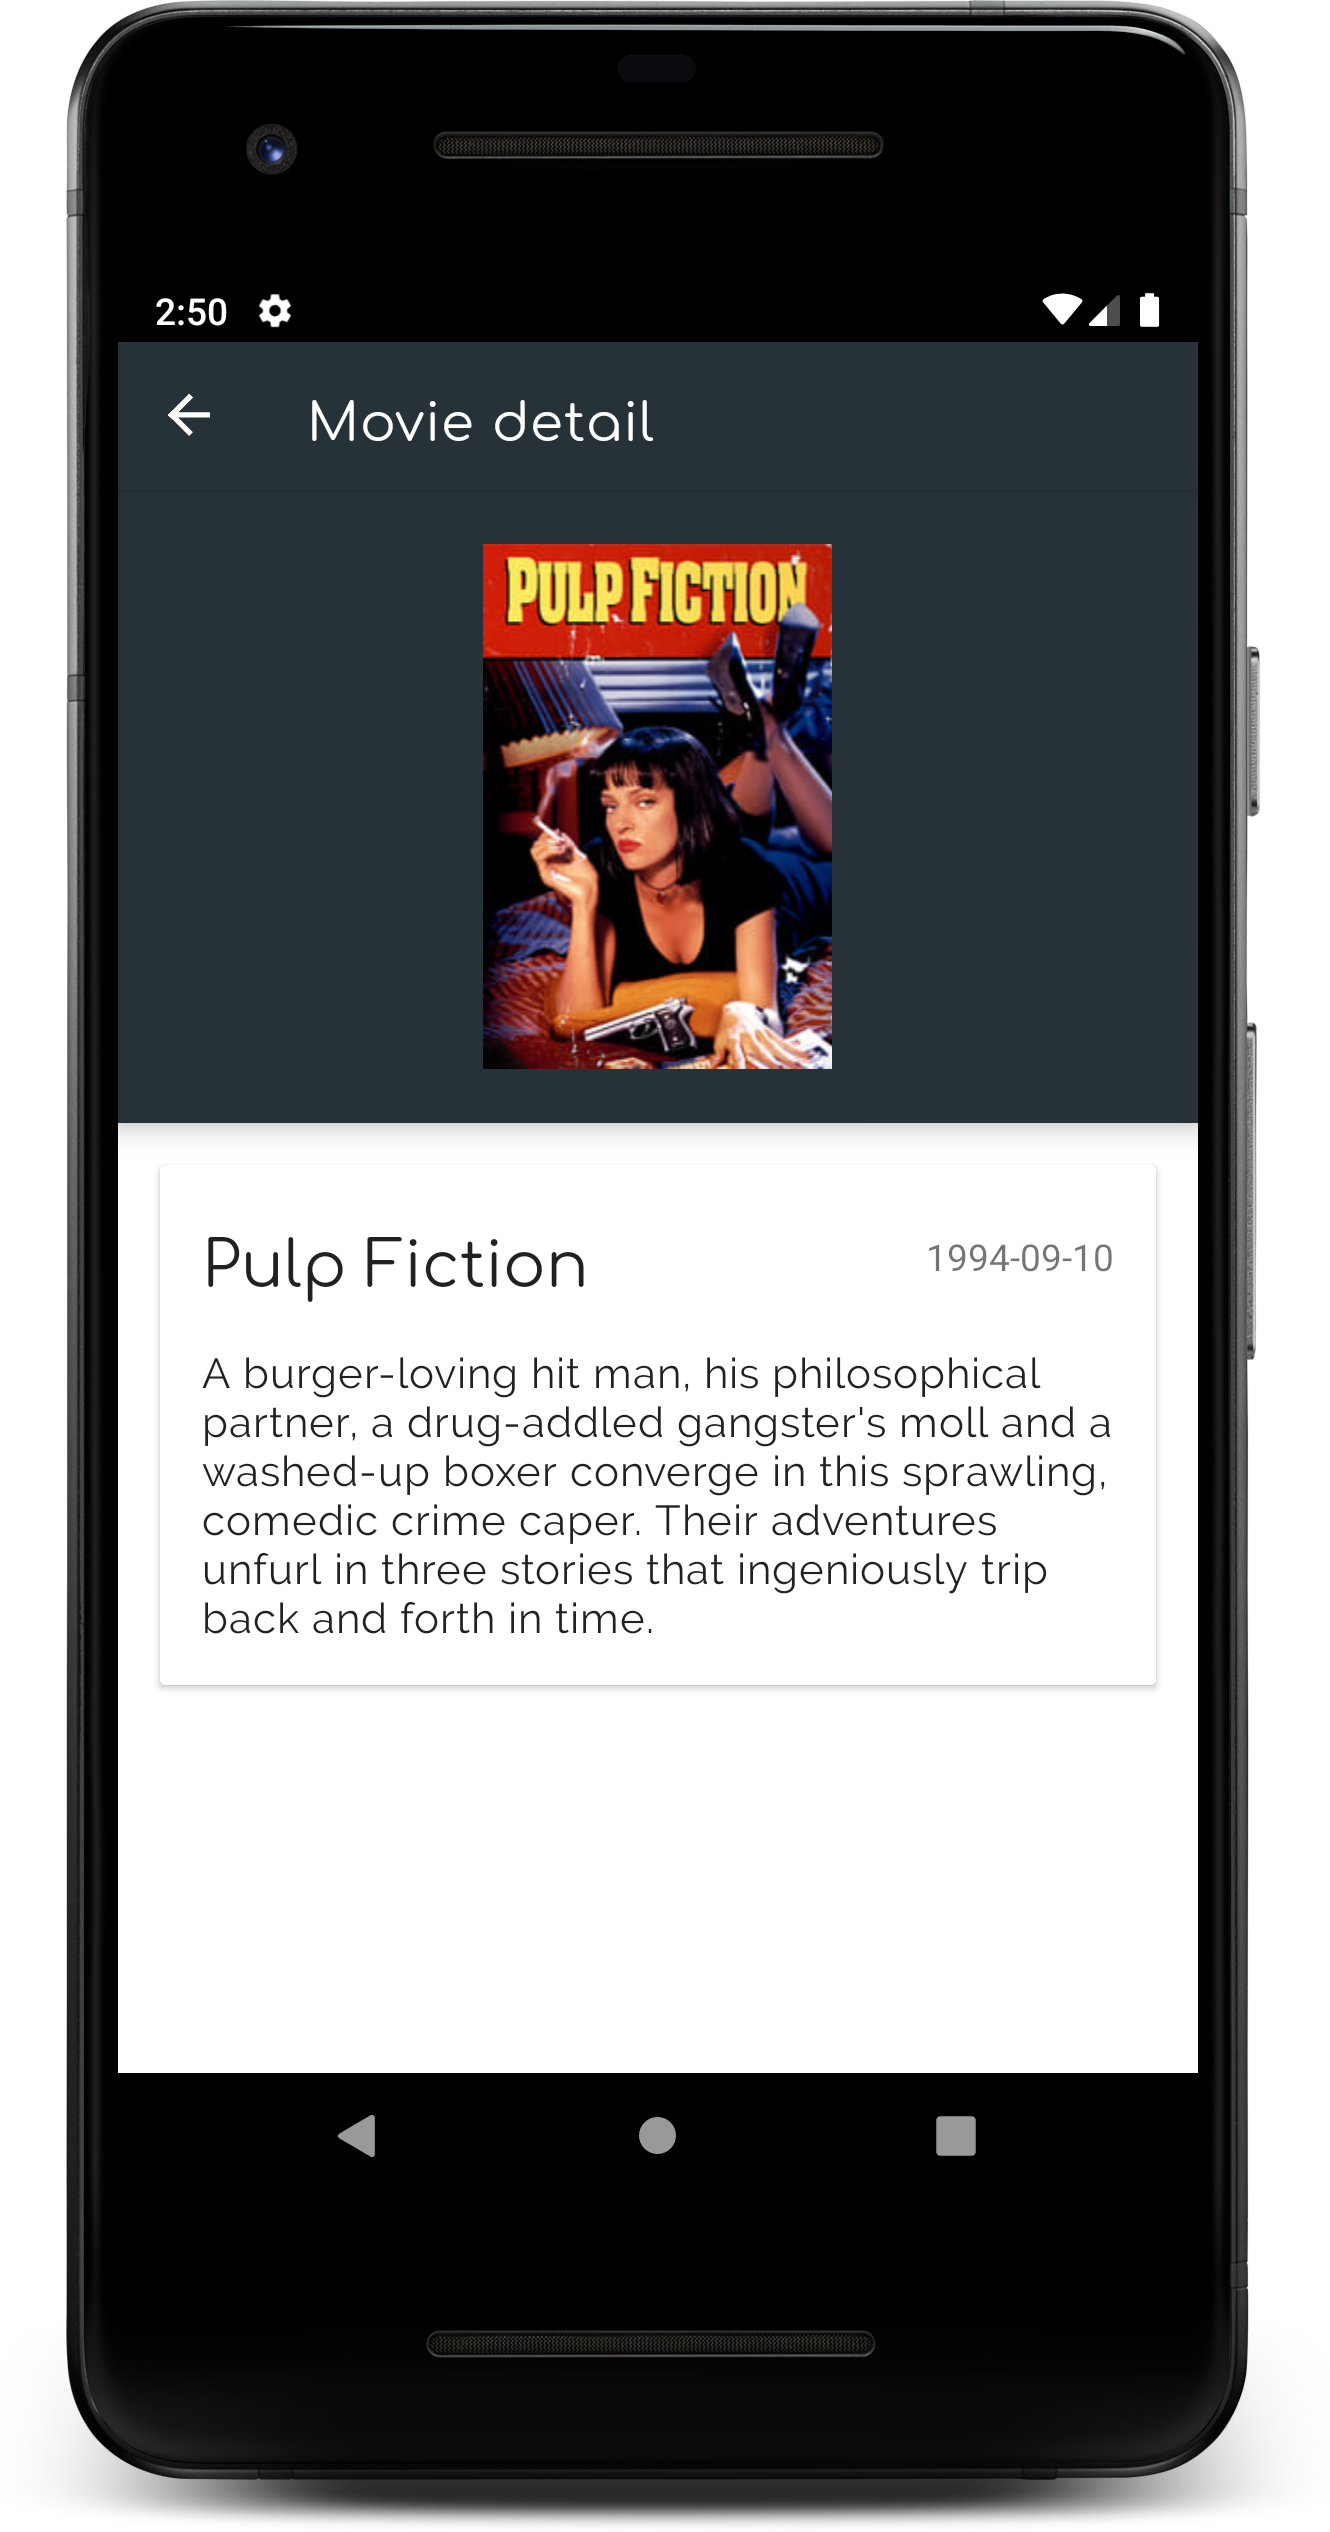 2:50
Movie detail
PULP FICTION
Pulp Fiction
1994-09-10
A burger-loving hit man, his philosophical
partner, a drug-addled gangster's moll and a
washed-up boxer converge in this sprawling,
comedic crime caper. Their adventures
unfurl in three stories that ingeniously trip
back and forth in time.